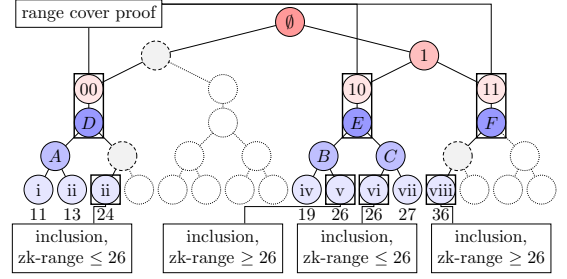 range cover proof
∅
1
00 10 11
D E F
A B C
i ii ii iv v vi vii viii
11 13 24 19 26 26 27 36
inclusion, inclusion, inclusion, inclusion,
zk-range ≤ 26 zk-range ≥ 26 zk-range ≤ 26 zk-range ≥ 26